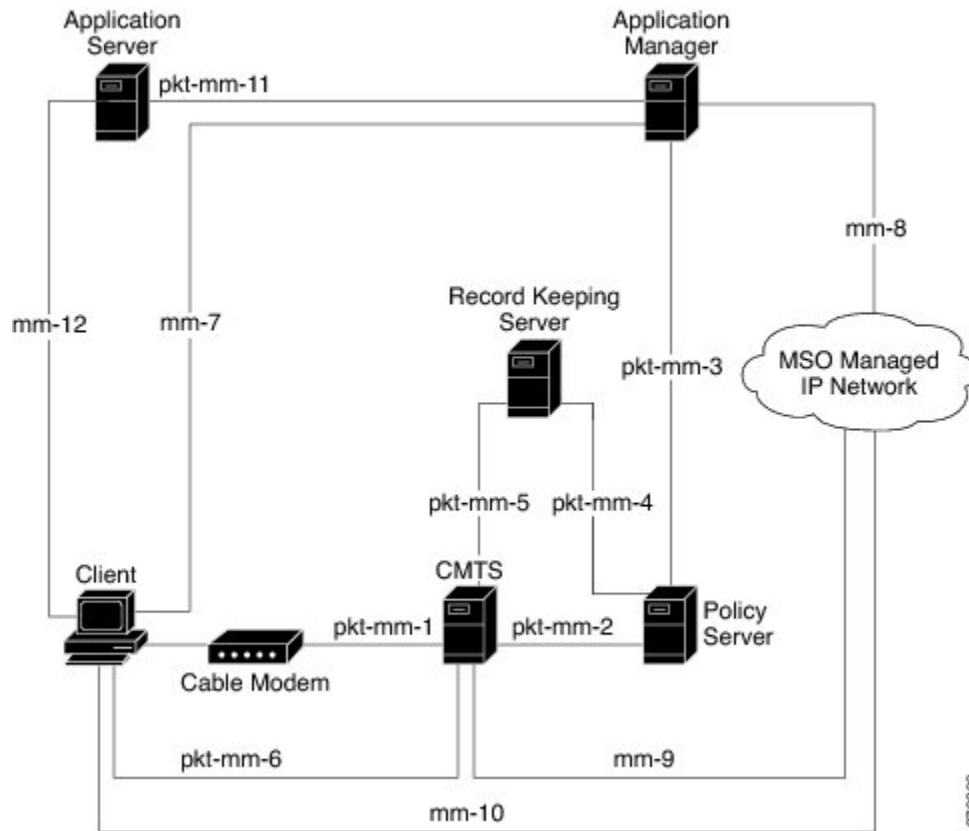 Application
Server
Application
Manager
pkt-mm-11
mm-8
Record Keeping
Server
mm-12
mm-7
pkt-mm-3
MSO Managed
IP Network
pkt-mm-5
pkt-mm-4
Client
CMTS
pkt-mm-1
pkt-mm-2
Policy
Server
Cable Modem
pkt-mm-6
mm-9
mm-10